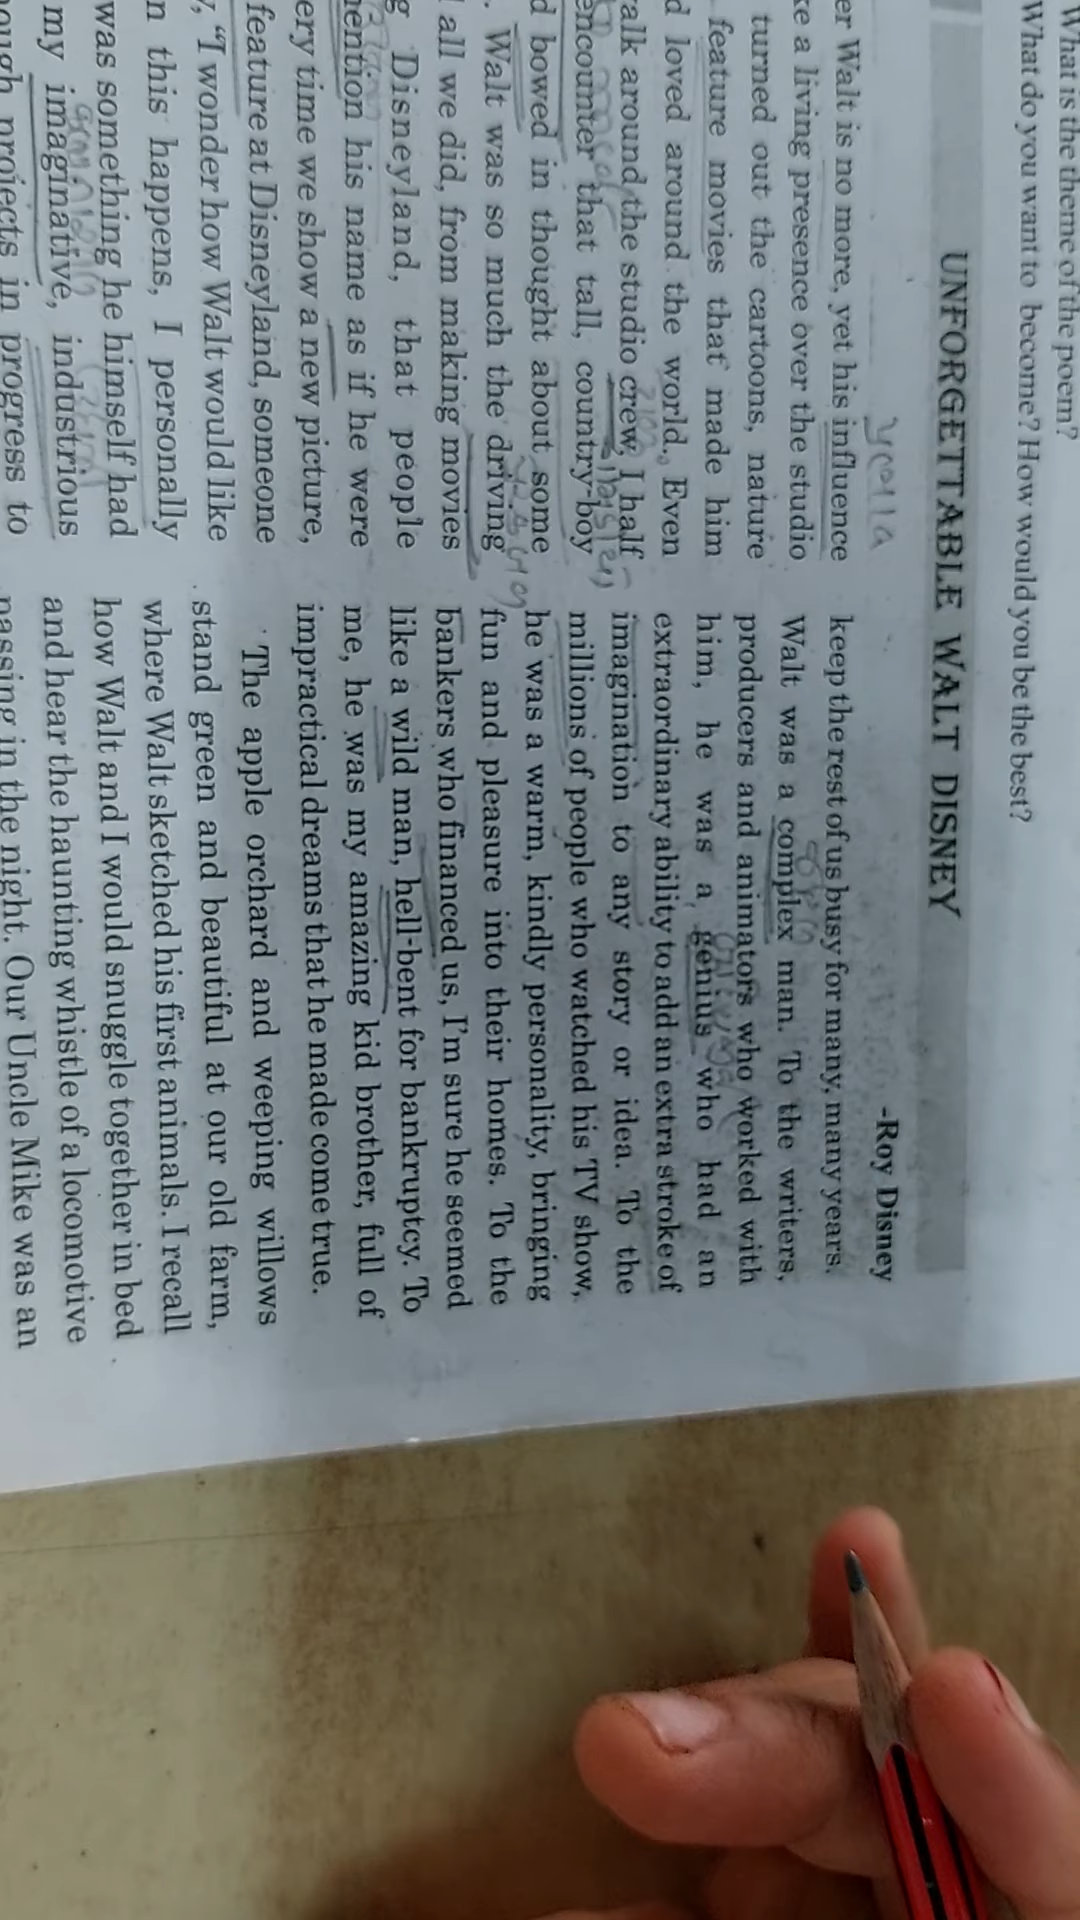 What is the theme of the poem?
What do you want to become? How would you be the best?
UNFORGETTABLE WALT DISNEY
-Roy Disney
er Walt is no more, yet his influence
ke a living presence over the studio
turned out the cartoons, nature
feature movies that made him
d loved around the world. Even
alk around the studio crew, I half
encounter that tall, country-boy
d bowed in thought about some
. Walt was so much the driving
all we did, from making movies
g Disneyland, that people
ention his name as if he were
ery time we show a new picture,
feature at Disneyland, someone
, "I wonder how Walt would like
n this happens, I personally
was something he himself had
my imaginative, industrious
ough projects in progress to
keep the rest of us busy for many, many years.
Walt was a complex man. To the writers,
producers and animators who worked with
him, he was a genius who had an
extraordinary ability to add an extra stroke of
imagination to any story or idea. To the
millions of people who watched his TV show,
he was a warm, kindly personality, bringing
fun and pleasure into their homes. To the
bankers who financed us, I'm sure he seemed
like a wild man, hell-bent for bankruptcy. To
me, he was my amazing kid brother, full of
impractical dreams that he made come true.
The apple orchard and weeping willows
stand green and beautiful at our old farm,
where Walt sketched his first animals. I recall
how Walt and I would snuggle together in bed
and hear the haunting whistle of a locomotive
passing in the night. Our Uncle Mike was an